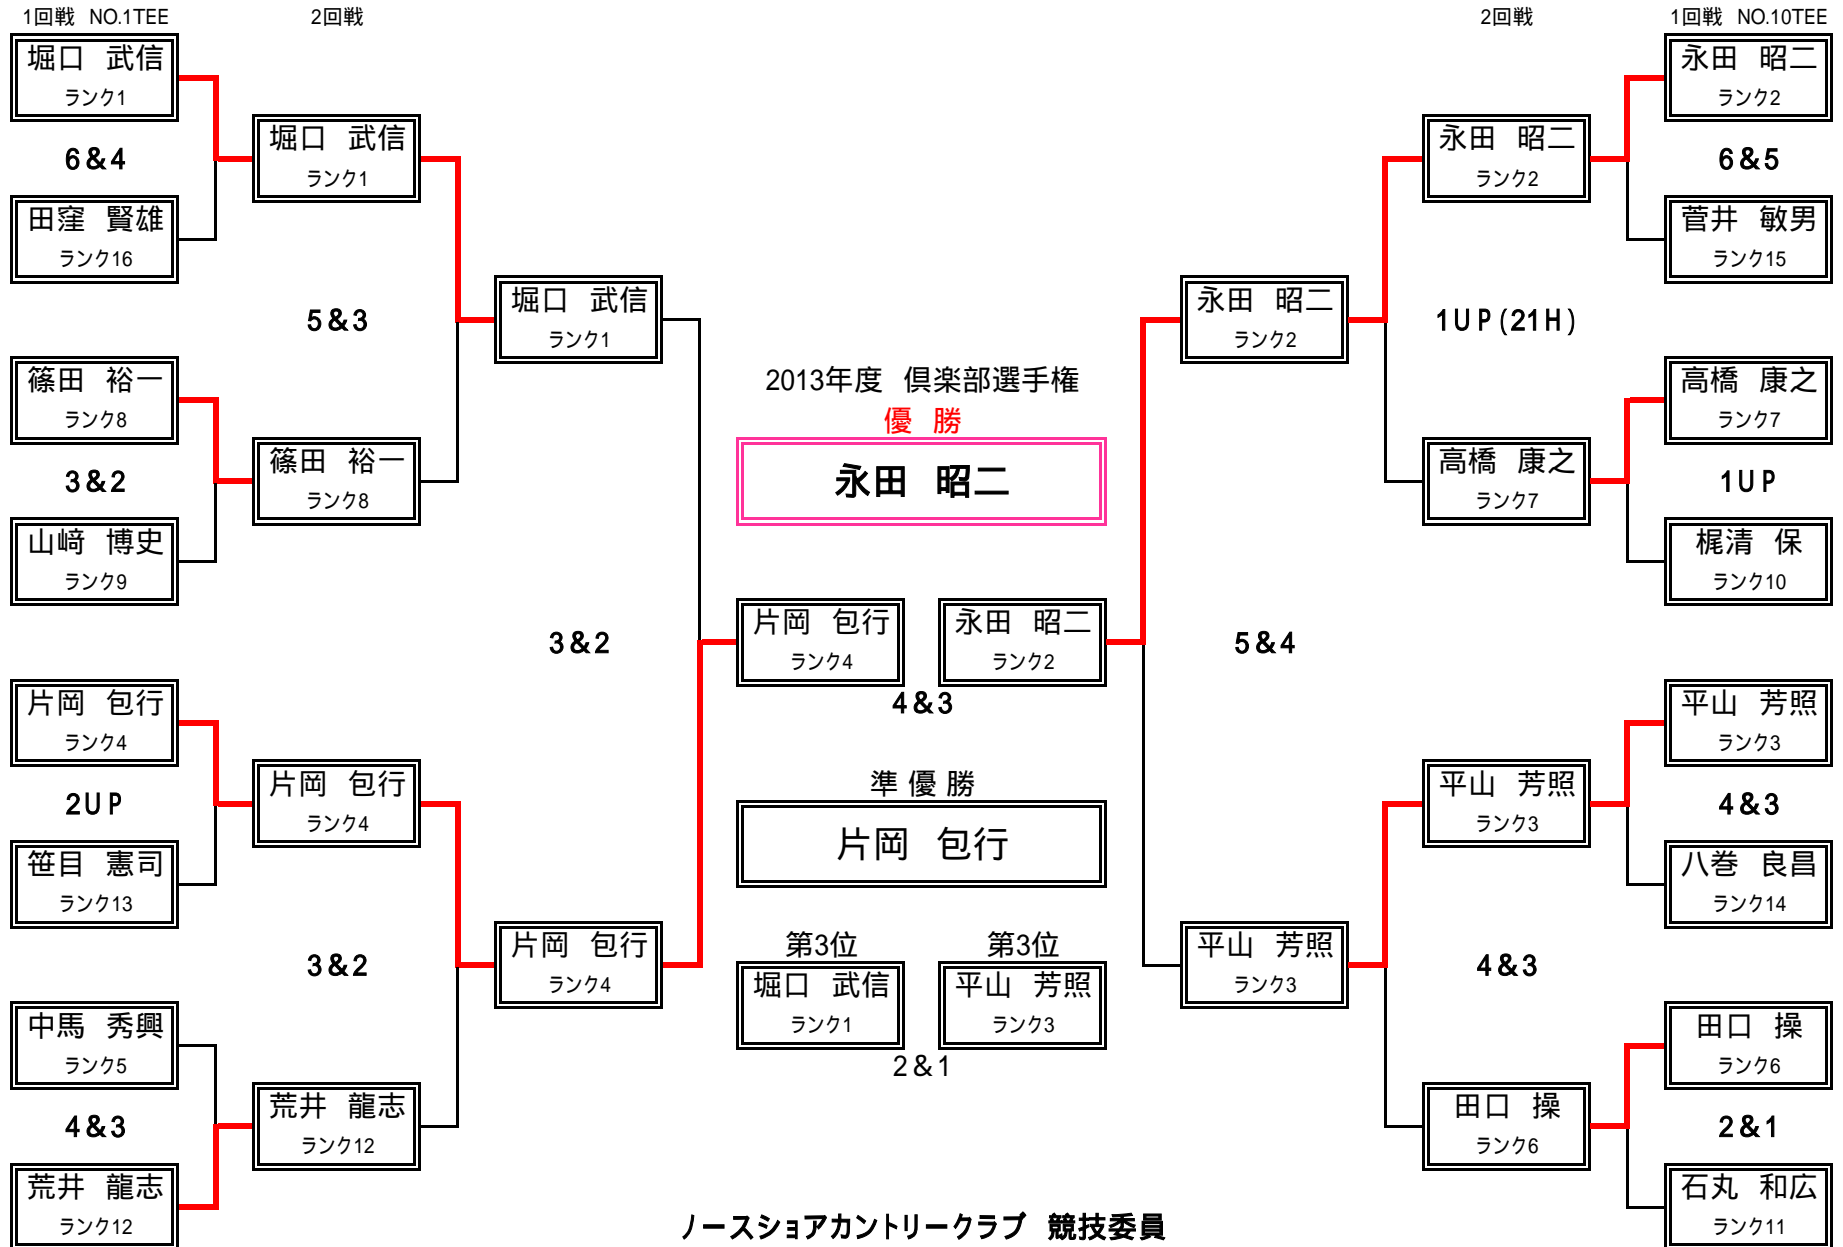 1回戦 NO.1TEE
2回戦
2回戦
1回戦 NO.10TEE
堀口 武信
ランク1
6&4
田窪 賢雄
ランク16
篠田 裕一
ランク8
3&2
山﨑 博史
ランク9
片岡 包行
ランク4
2UP
笹目 憲司
ランク13
中馬 秀興
ランク5
4&3
荒井 龍志
ランク12
堀口 武信
ランク1
5&3
篠田 裕一
ランク8
片岡 包行
ランク4
3&2
荒井 龍志
ランク12
堀口 武信
ランク1
3&2
片岡 包行
ランク4
2013年度 倶楽部選手権
優 勝
永田 昭二
片岡 包行
ランク4
永田 昭二
ランク2
4&3
準優勝
片岡 包行
第3位
第3位
堀口 武信
ランク1
平山 芳照
ランク3
2&1
永田 昭二
ランク2
5&4
平山 芳照
ランク3
永田 昭二
ランク2
1UP(21H)
高橋 康之
ランク7
平山 芳照
ランク3
4&3
田口 操
ランク6
永田 昭二
ランク2
6&5
菅井 敏男
ランク15
高橋 康之
ランク7
1UP
梶清 保
ランク10
平山 芳照
ランク3
4&3
八巻 良昌
ランク14
田口 操
ランク6
2&1
石丸 和広
ランク11
ノースショアカントリークラブ 競技委員